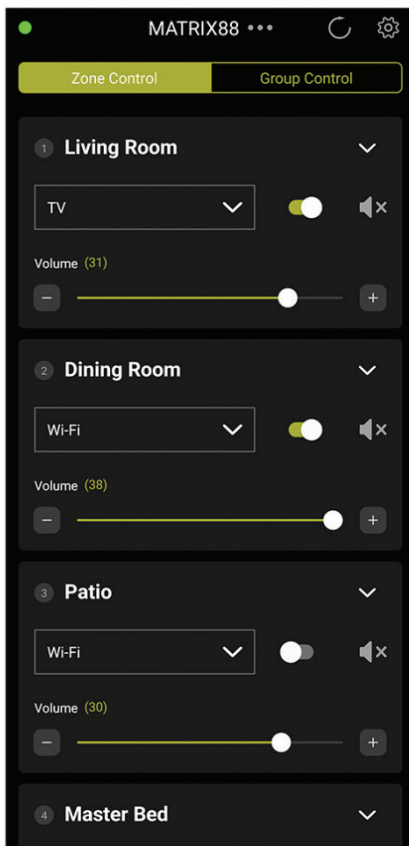 MATRIX88 •••
Zone Control Group Control
1 Living Room
TV
Volume (31)
2 Dining Room
Wi-Fi
Volume (38)
3 Patio
Wi-Fi
Volume (30)
4 Master Bed